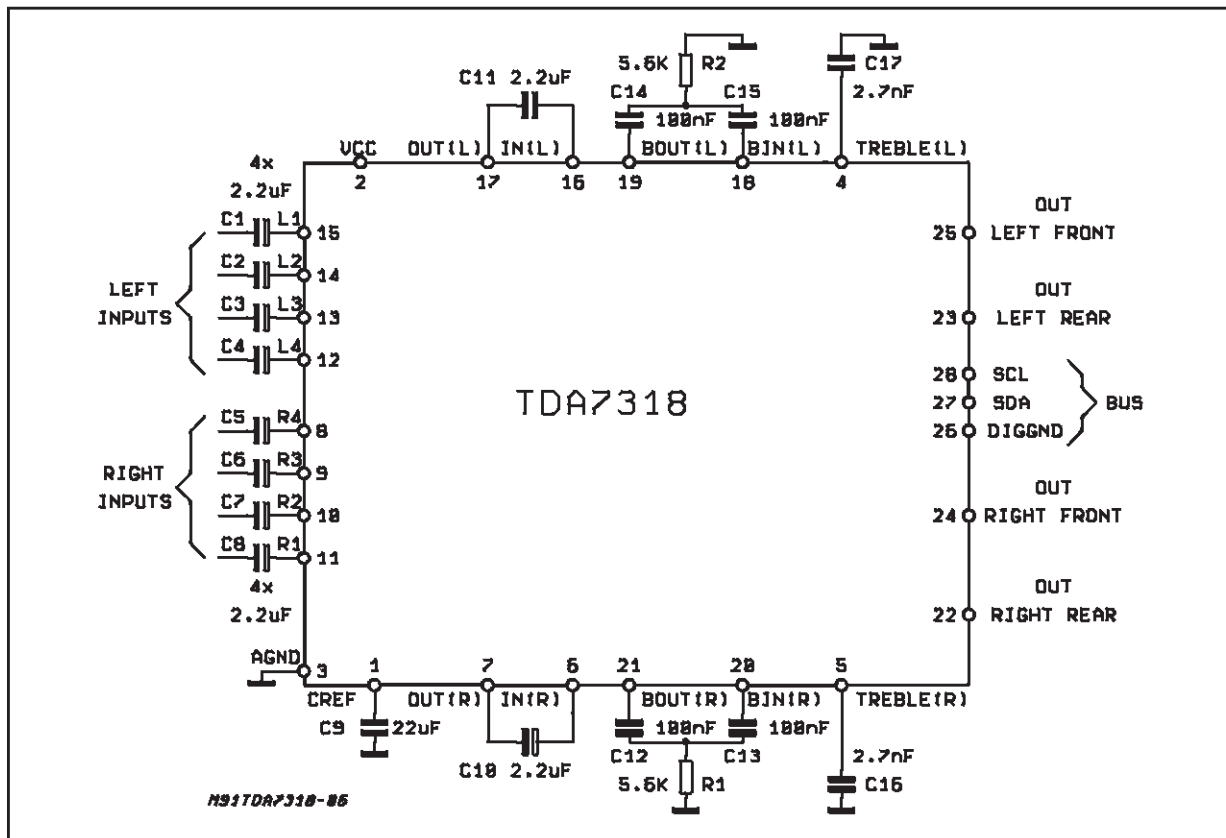 5.6K R2 C17
C11 2.2uF C14 C15 2.7nF
100nF 100nF
4x VCC OUT(L) IN(L) BOUT(L) BIN(L) TREBLE(L)
2.2uF 2 17 16 19 18 4
C1 L1 15
C2 L2 14
C3 L3 13
C4 L4 12
LEFT
INPUTS
C5 R4 8
C6 R3 9
C7 R2 10
C8 R1 11
RIGHT
INPUTS
4x
2.2uF
TDA7318
OUT
25 LEFT FRONT
OUT
23 LEFT REAR
28 SCL
27 SDA
26 DIGGND
BUS
OUT
24 RIGHT FRONT
OUT
22 RIGHT REAR
AGND 3 1 7 6 21 20 5
CREF OUT(R) IN(R) BOUT(R) BIN(R) TREBLE(R)
C9 22uF 100nF 100nF
C10 2.2uF C12 C13 2.7nF
5.6K R1 C16
M91TDA7318-06